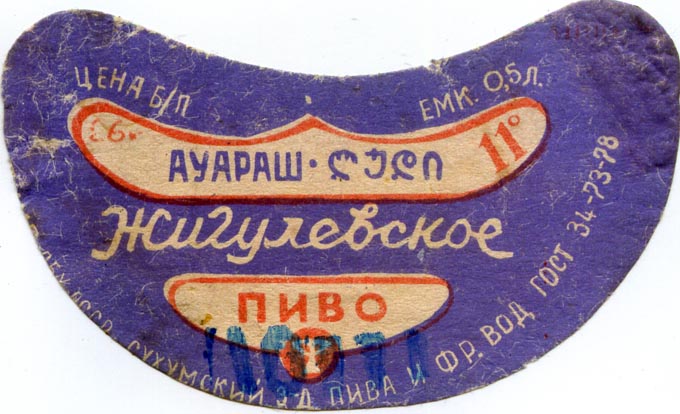 ЦЕНА Б/П
ЕМК. 0,5л.
11°
АУАРАШ · ლუდი
Жигулевское
ПИВО
СУХУМСКИЙ З-Д ПИВА И ФР. ВОД ГОСТ 34-73-78